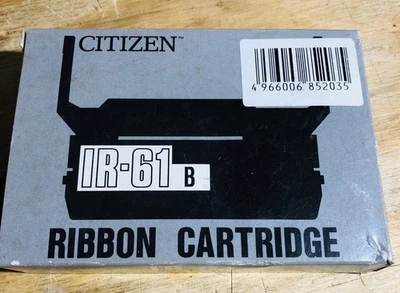 CITIZEN™
4 966006 852035
IR-61 B
RIBBON CARTRIDGE